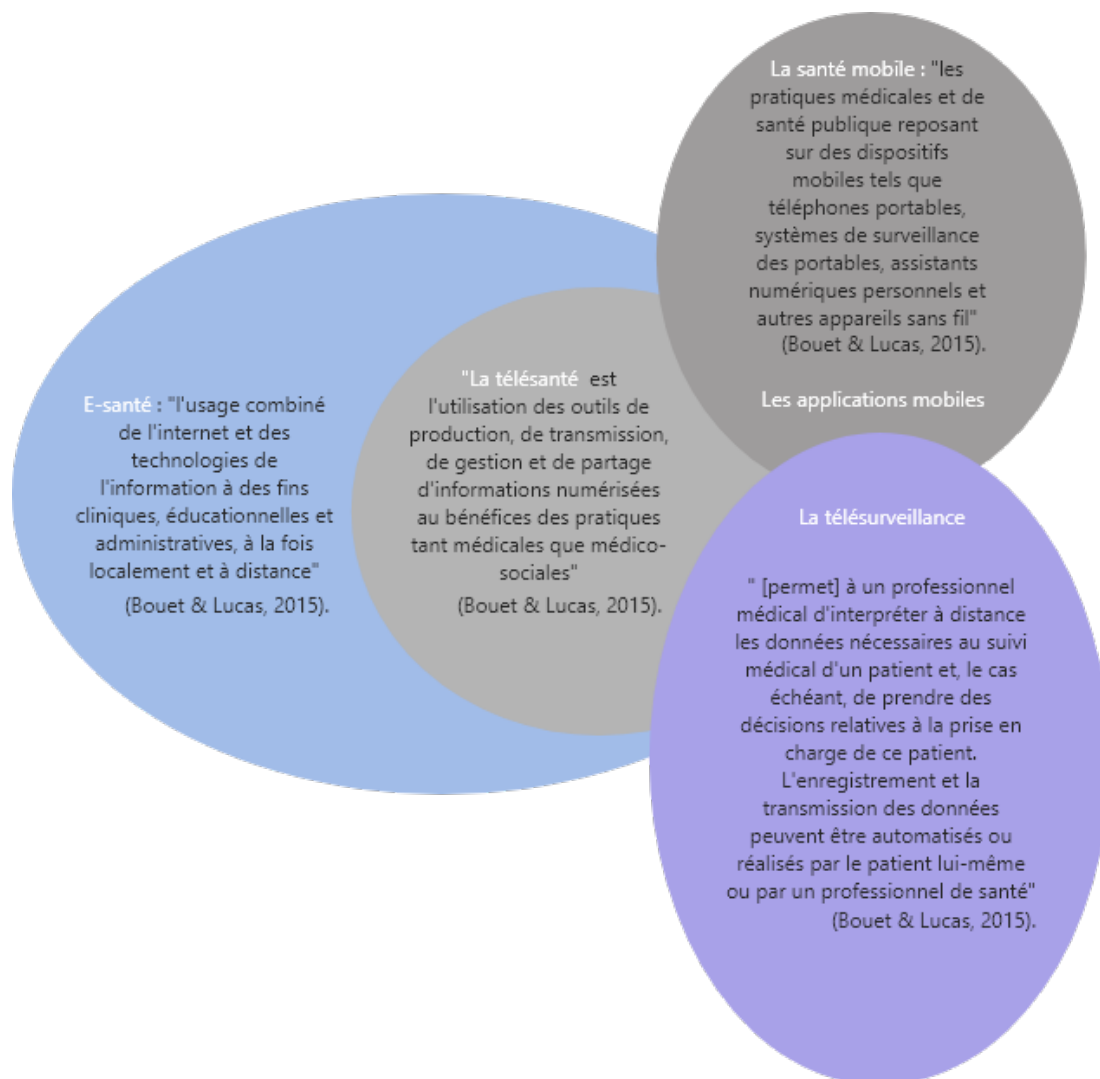 La santé mobile : "les
pratiques médicales et de
santé publique reposant
sur des dispositifs
mobiles tels que
téléphones portables,
systèmes de surveillance
des portables, assistants
numériques personnels et
autres appareils sans fil"
(Bouet & Lucas, 2015).
Les applications mobiles
E-santé : "l'usage combiné
de l'internet et des
technologies de
l'information à des fins
cliniques, éducationnelles et
administratives, à la fois
localement et à distance"
(Bouet & Lucas, 2015).
"La télésanté est
l'utilisation des outils de
production, de transmission,
de gestion et de partage
d'informations numérisées
au bénéfices des pratiques
tant médicales que médico-
sociales"
(Bouet & Lucas, 2015).
La télésurveillance
" [permet] à un professionnel
médical d'interpréter à distance
les données nécessaires au suivi
médical d'un patient et, le cas
échéant, de prendre des
décisions relatives à la prise en
charge de ce patient.
L'enregistrement et la
transmission des données
peuvent être automatisés ou
réalisés par le patient lui-même
ou par un professionnel de santé"
(Bouet & Lucas, 2015).